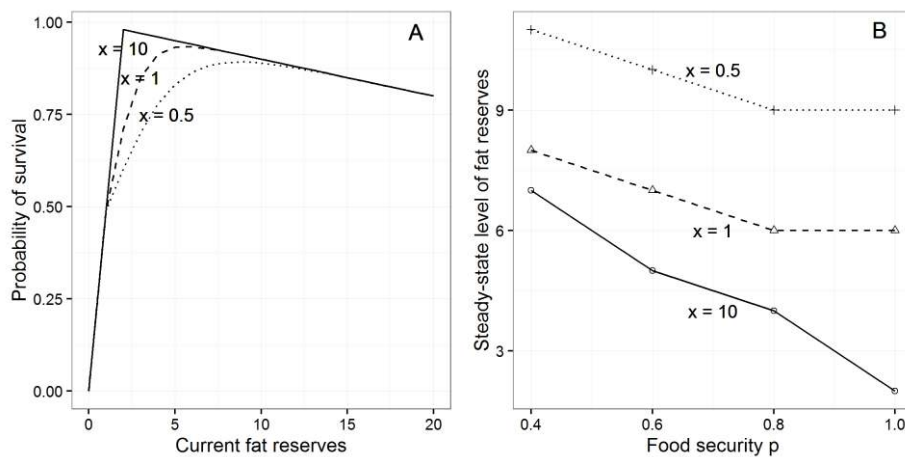 A
1.00
0.75
0.50
0.25
0.00
x = 10
x = 1
x = 0.5
Probability of survival
0
5
10
15
20
Current fat reserves
B
9
6
3
x = 0.5
x = 1
x = 10
Steady-state level of fat reserves
0.4
0.6
0.8
1.0
Food security p